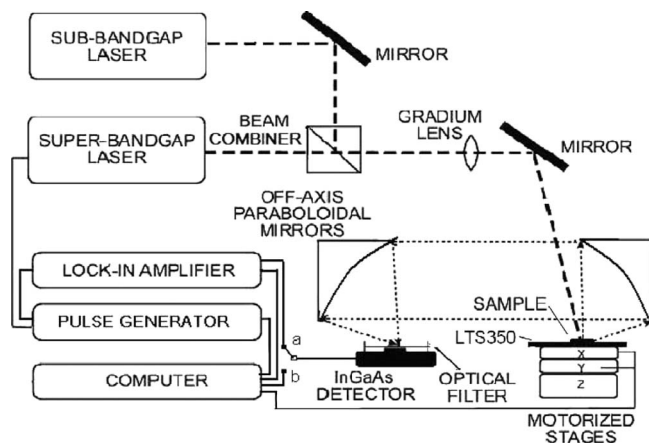 SUB-BANDGAP
LASER
MIRROR
SUPER-BANDGAP
LASER
BEAM
COMBINER
GRADIUM
LENS
MIRROR
OFF-AXIS
PARABOLOIDAL
MIRRORS
LOCK-IN AMPLIFIER
PULSE GENERATOR
COMPUTER
a
b
InGaAs
DETECTOR
OPTICAL
FILTER
SAMPLE
LTS350
X
Y
Z
MOTORIZED
STAGES